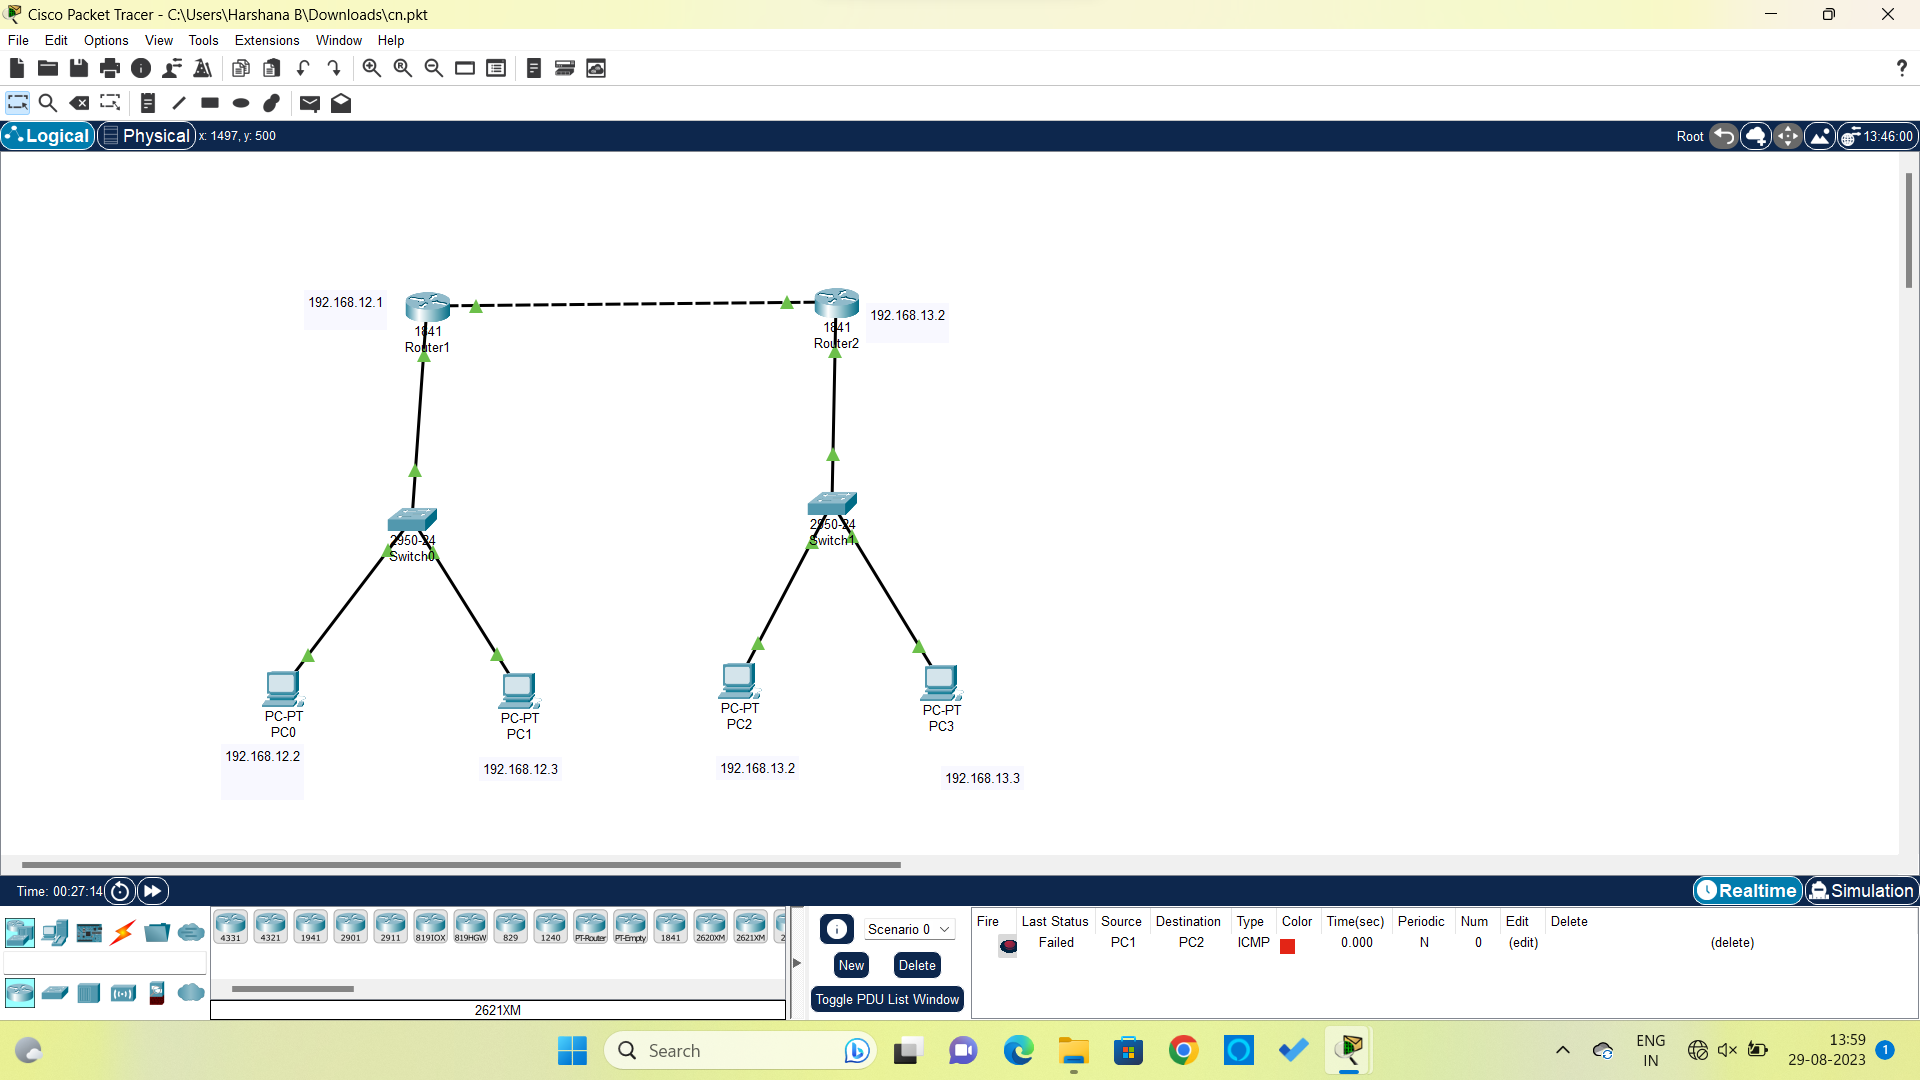 Cisco Packet Tracer - C:\Users\Harshana B\Downloads\cn.pkt
File Edit Options View Tools Extensions Window Help
?
Logical Physical x: 1497, y: 500 Root 13:46:00
192.168.12.1
1841
Router1
1841
Router2
192.168.13.2
2950-24
Switch0
2950-24
Switch1
PC-PT
PC0
PC-PT
PC1
PC-PT
PC2
PC-PT
PC3
192.168.12.2
192.168.12.3
192.168.13.2
192.168.13.3
Time: 00:27:14 Realtime Simulation
4331 4321 1941 2901 2911 819IOX 819HGW 829 1240 PT-Router PT-Empty 1841 2620XM 2621XM 2
2621XM
Scenario 0
New Delete
Toggle PDU List Window
Fire Last Status Source Destination Type Color Time(sec) Periodic Num Edit Delete
Failed PC1 PC2 ICMP 0.000 N 0 (edit) (delete)
Search
ENG
IN
13:59
29-08-2023
1